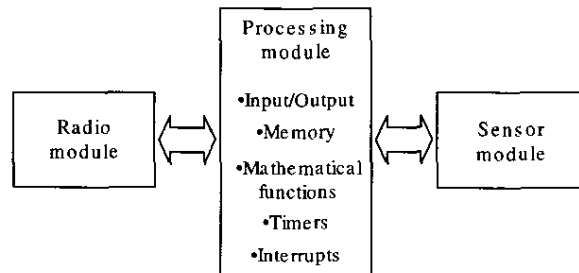 Processing
module
•Input/Output
•Memory
•Mathematical
functions
•Timers
•Interrupts
Radio
module
Sensor
module